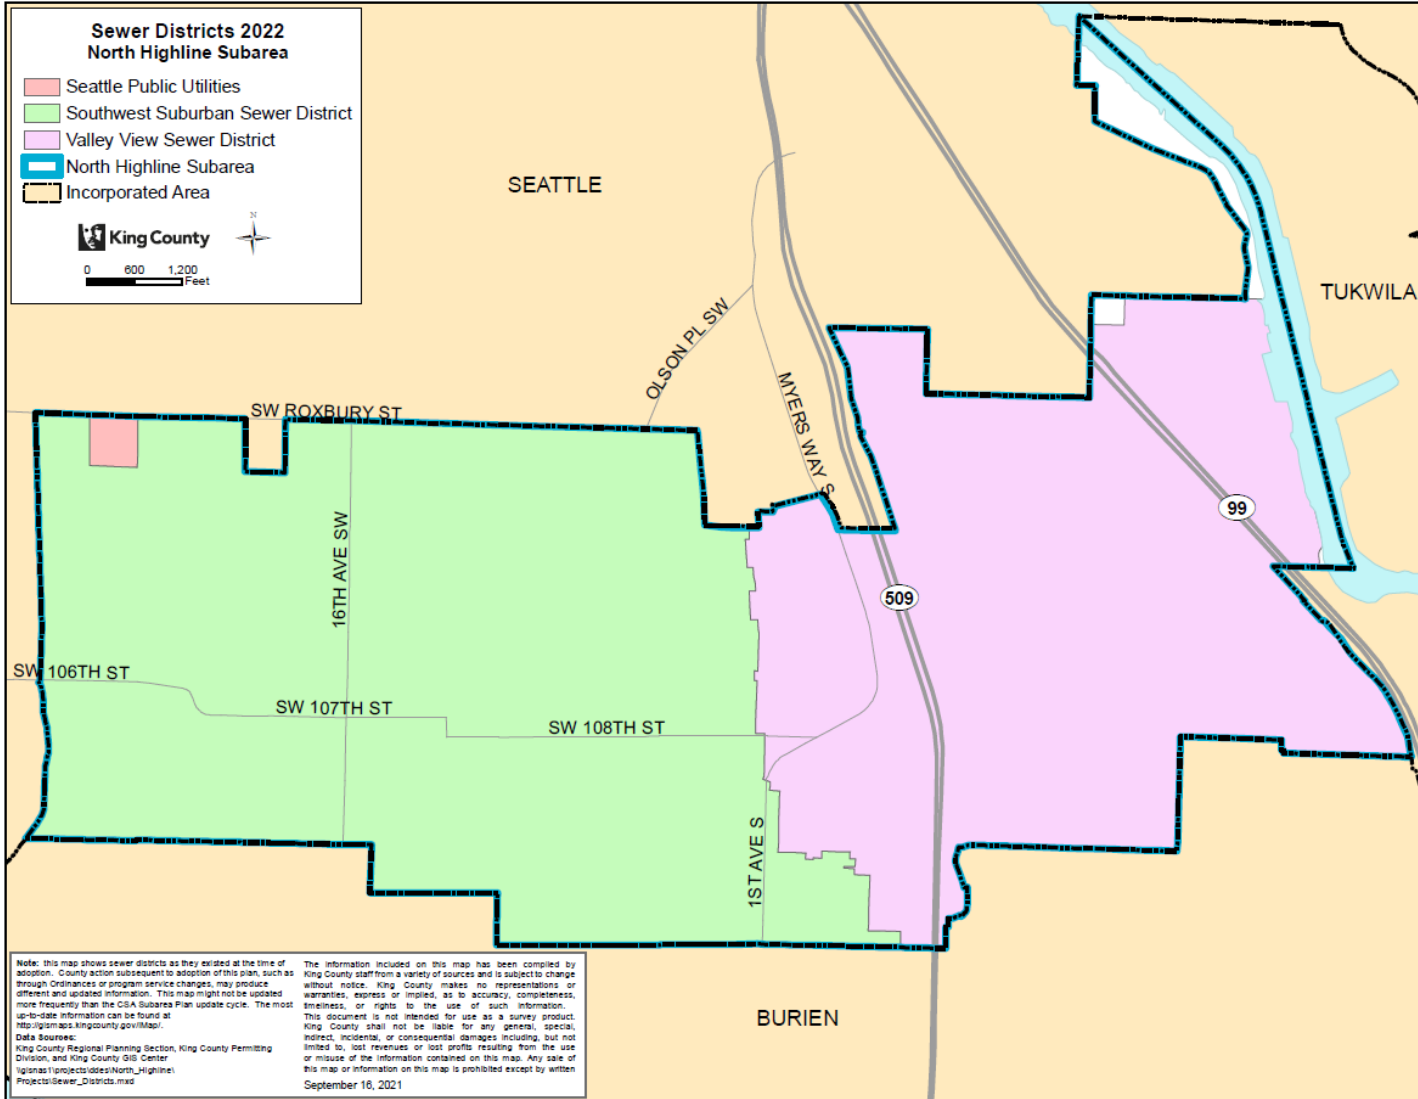 Sewer Districts 2022
North Highline Subarea
Seattle Public Utilities
Southwest Suburban Sewer District
Valley View Sewer District
North Highline Subarea
Incorporated Area
King County
N
0 600 1,200
Feet
SEATTLE
TUKWILA
OLSON PL SW
MYERS WAY S
SW ROXBURY ST
16TH AVE SW
99
509
SW 106TH ST
SW 107TH ST
SW 108TH ST
1ST AVE S
BURIEN
Note: this map shows sewer districts as they existed at the time of
adoption. County action subsequent to adoption of this plan, such as
through Ordinances or program service changes, may produce
different and updated information. This map might not be updated
more frequently than the CSA Subarea Plan update cycle. The most
up-to-date information can be found at
http://gismaps.kingcounty.gov/iMap/.
Data Sources:
King County Regional Planning Section, King County Permitting
Division, and King County GIS Center
\\gisnas1\projects\ddes\North_Highline\
Projects\Sewer_Districts.mxd
The information included on this map has been compiled by
King County staff from a variety of sources and is subject to change
without notice. King County makes no representations or
warranties, express or implied, as to accuracy, completeness,
timeliness, or rights to the use of such information.
This document is not intended for use as a survey product.
King County shall not be liable for any general, special,
indirect, incidental, or consequential damages including, but not
limited to, lost revenues or lost profits resulting from the use
or misuse of the information contained on this map. Any sale of
this map or information on this map is prohibited except by written
September 16, 2021